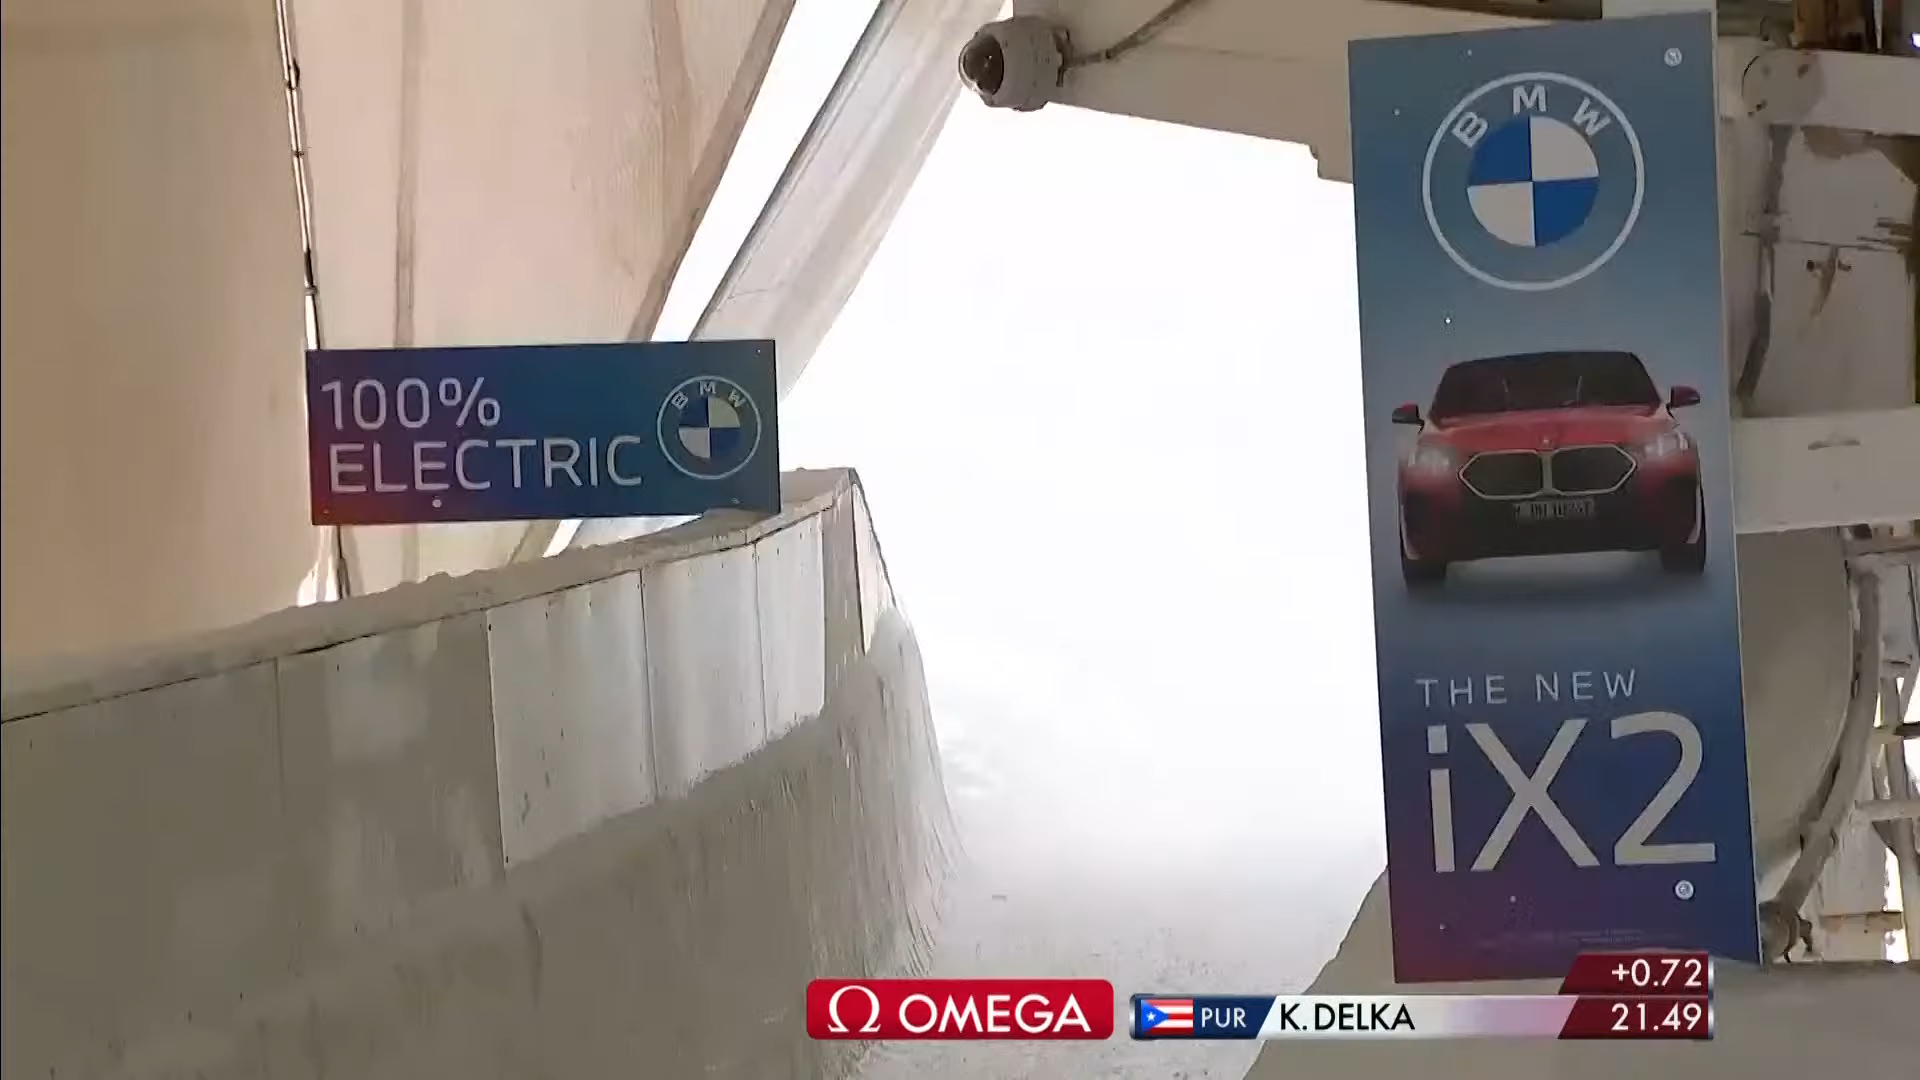 BMW
100%
ELECTRIC
BMW
THE NEW
iX2
+0.72
Ω OMEGA
PUR K. DELKA 21.49